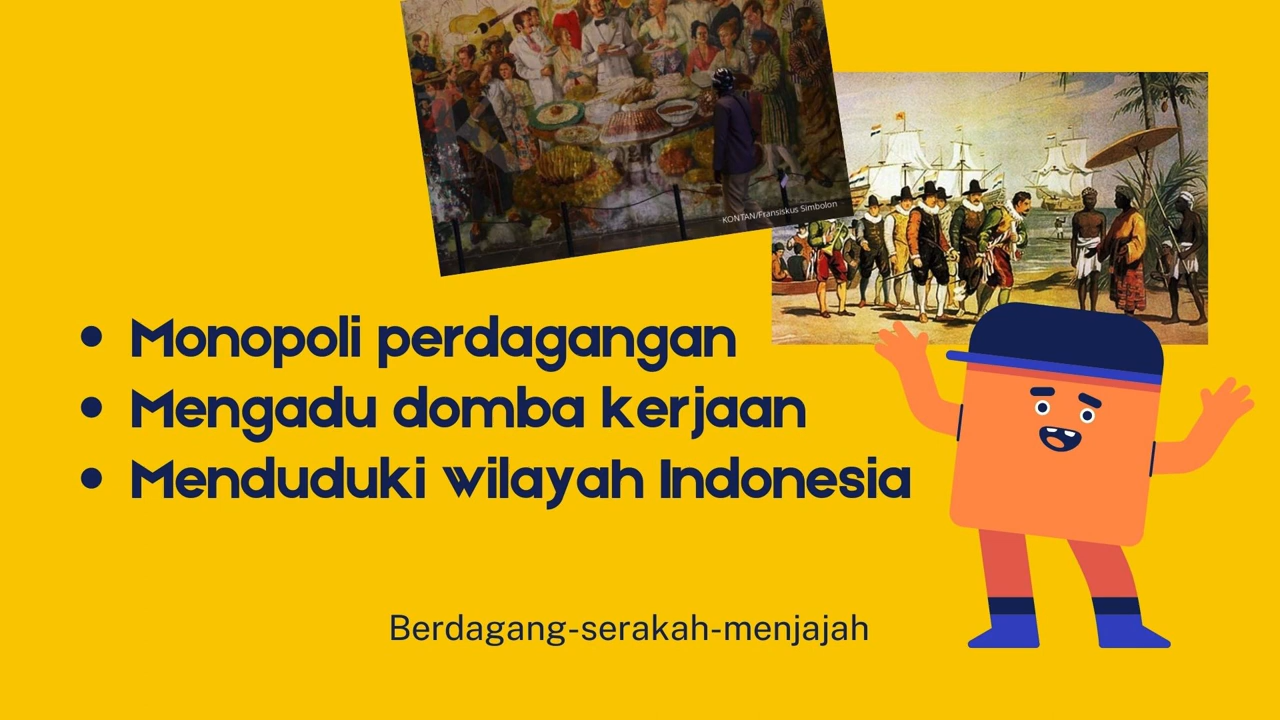 KONTAN/Fransiskus Simbolon
• Monopoli perdagangan
• Mengadu domba kerjaan
• Menduduki wilayah Indonesia
Berdagang-serakah-menjajah